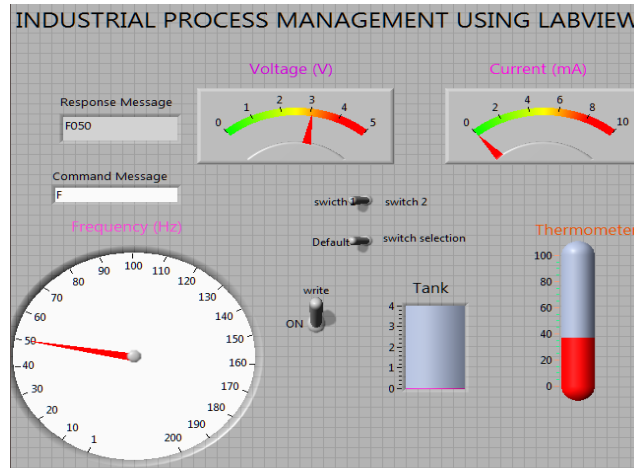 INDUSTRIAL PROCESS MANAGEMENT USING LABVIEW
Voltage (V)
Current (mA)
Response Message
F050
0 1 2 3 4 5
0 2 4 6 8 10
Command Message
F
swicth 1 switch 2
Frequency (Hz)
Default switch selection
Thermometer
1 10 20 30 40 50 60 70 80 90 100 110 120 130 140 150 160 170 180 190 200
write
ON
Tank
4
3
2
1
0
100
80
60
40
20
0